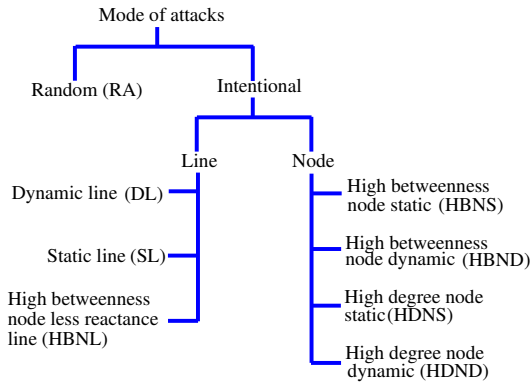 Mode of attacks
Random (RA)
Intentional
Line
Node
Dynamic line (DL)
Static line (SL)
High betweenness
node less reactance
line (HBNL)
High betweenness
node static (HBNS)
High betweenness
node dynamic (HBND)
High degree node
static(HDNS)
High degree node
dynamic (HDND)